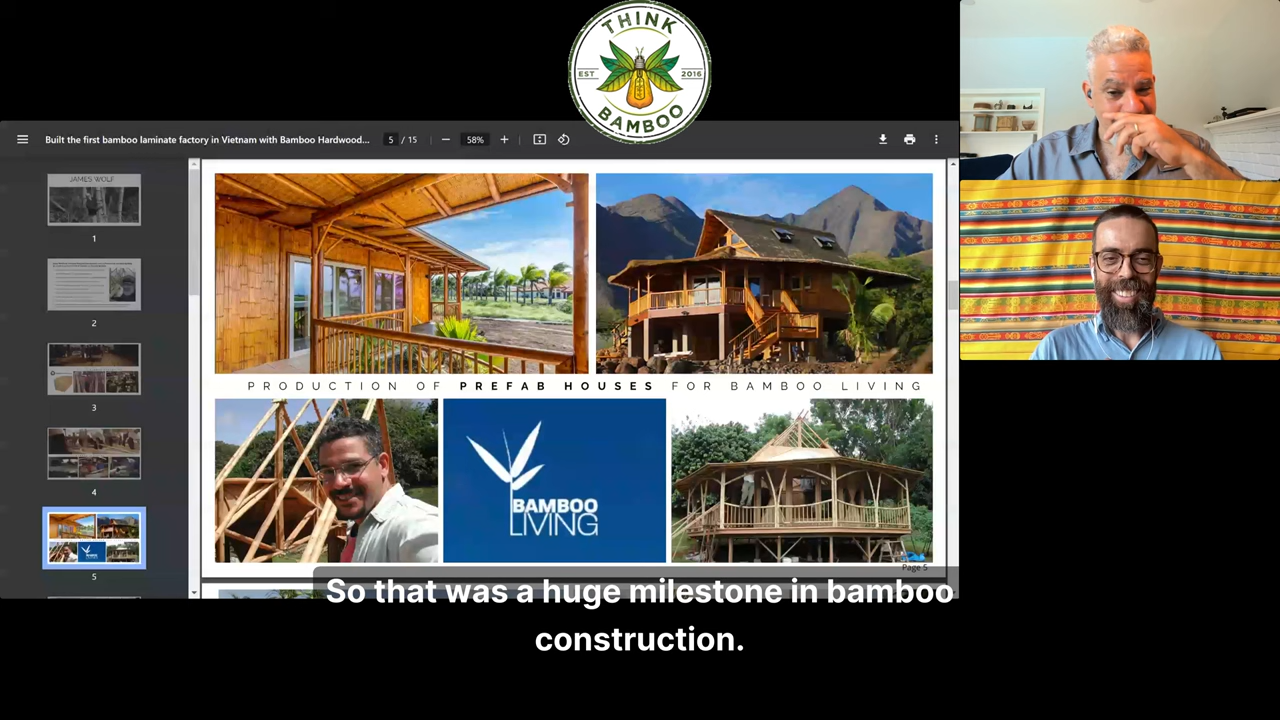 THINK
EST 2016
BAMBOO
Built the first bamboo laminate factory in Vietnam with Bamboo Hardwood...
5 / 15
58%
JAMES WOLF
1
2
3
4
5
PRODUCTION OF PREFAB HOUSES FOR BAMBOO LIVING
BAMBOO
LIVING
BAMBOO
LIVING
Page 5
So that was a huge milestone in bamboo
construction.